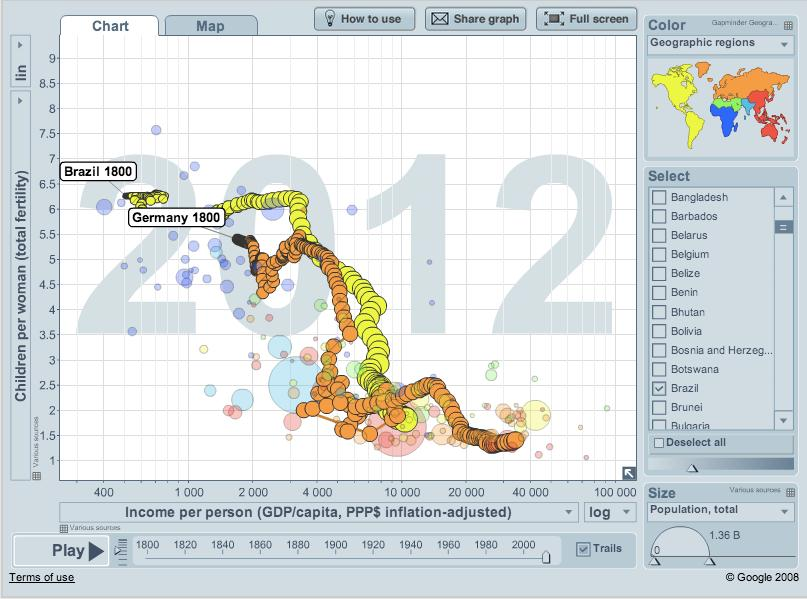 Chart
Map
How to use
Share graph
Full screen
Color
Gapminder Geogra...
Geographic regions
lin
Children per woman (total fertility)
Various sources
9
8.5
8
7.5
7
6.5
6
5.5
5
4.5
4
3.5
3
2.5
2
1.5
1
2012
Brazil 1800
Germany 1800
Select
Bangladesh
Barbados
Belarus
Belgium
Belize
Benin
Bhutan
Bolivia
Bosnia and Herzeg...
Botswana
Brazil
Brunei
Bulgaria
Deselect all
400
1 000
2 000
4 000
10 000
20 000
40 000
100 000
Income per person (GDP/capita, PPP$ inflation-adjusted)
log
Various sources
Size
Various sources
Population, total
0
1.36 B
Play
1800
1820
1840
1860
1880
1900
1920
1940
1960
1980
2000
Trails
Terms of use
© Google 2008